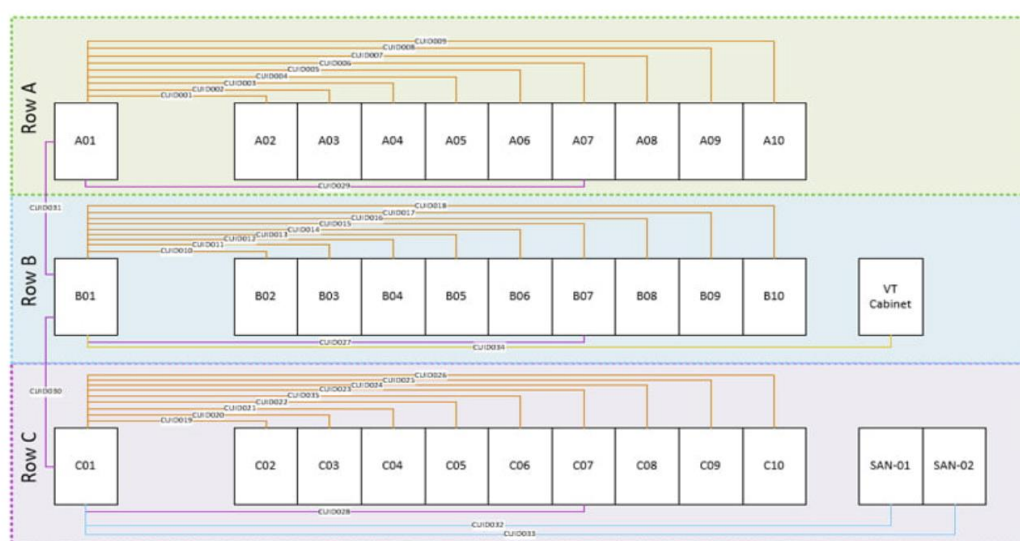 Row A
CUID009
CUID008
CUID007
CUID006
CUID005
CUID004
CUID003
CUID002
CUID001
A01 A02 A03 A04 A05 A06 A07 A08 A09 A10
CUID029
CUID031
Row B
CUID018
CUID017
CUID016
CUID015
CUID014
CUID013
CUID012
CUID011
CUID010
B01 B02 B03 B04 B05 B06 B07 B08 B09 B10 VT
Cabinet
CUID027
CUID034
CUID030
Row C
CUID026
CUID025
CUID024
CUID023
CUID035
CUID022
CUID021
CUID020
CUID019
C01 C02 C03 C04 C05 C06 C07 C08 C09 C10 SAN-01 SAN-02
CUID028
CUID032
CUID033